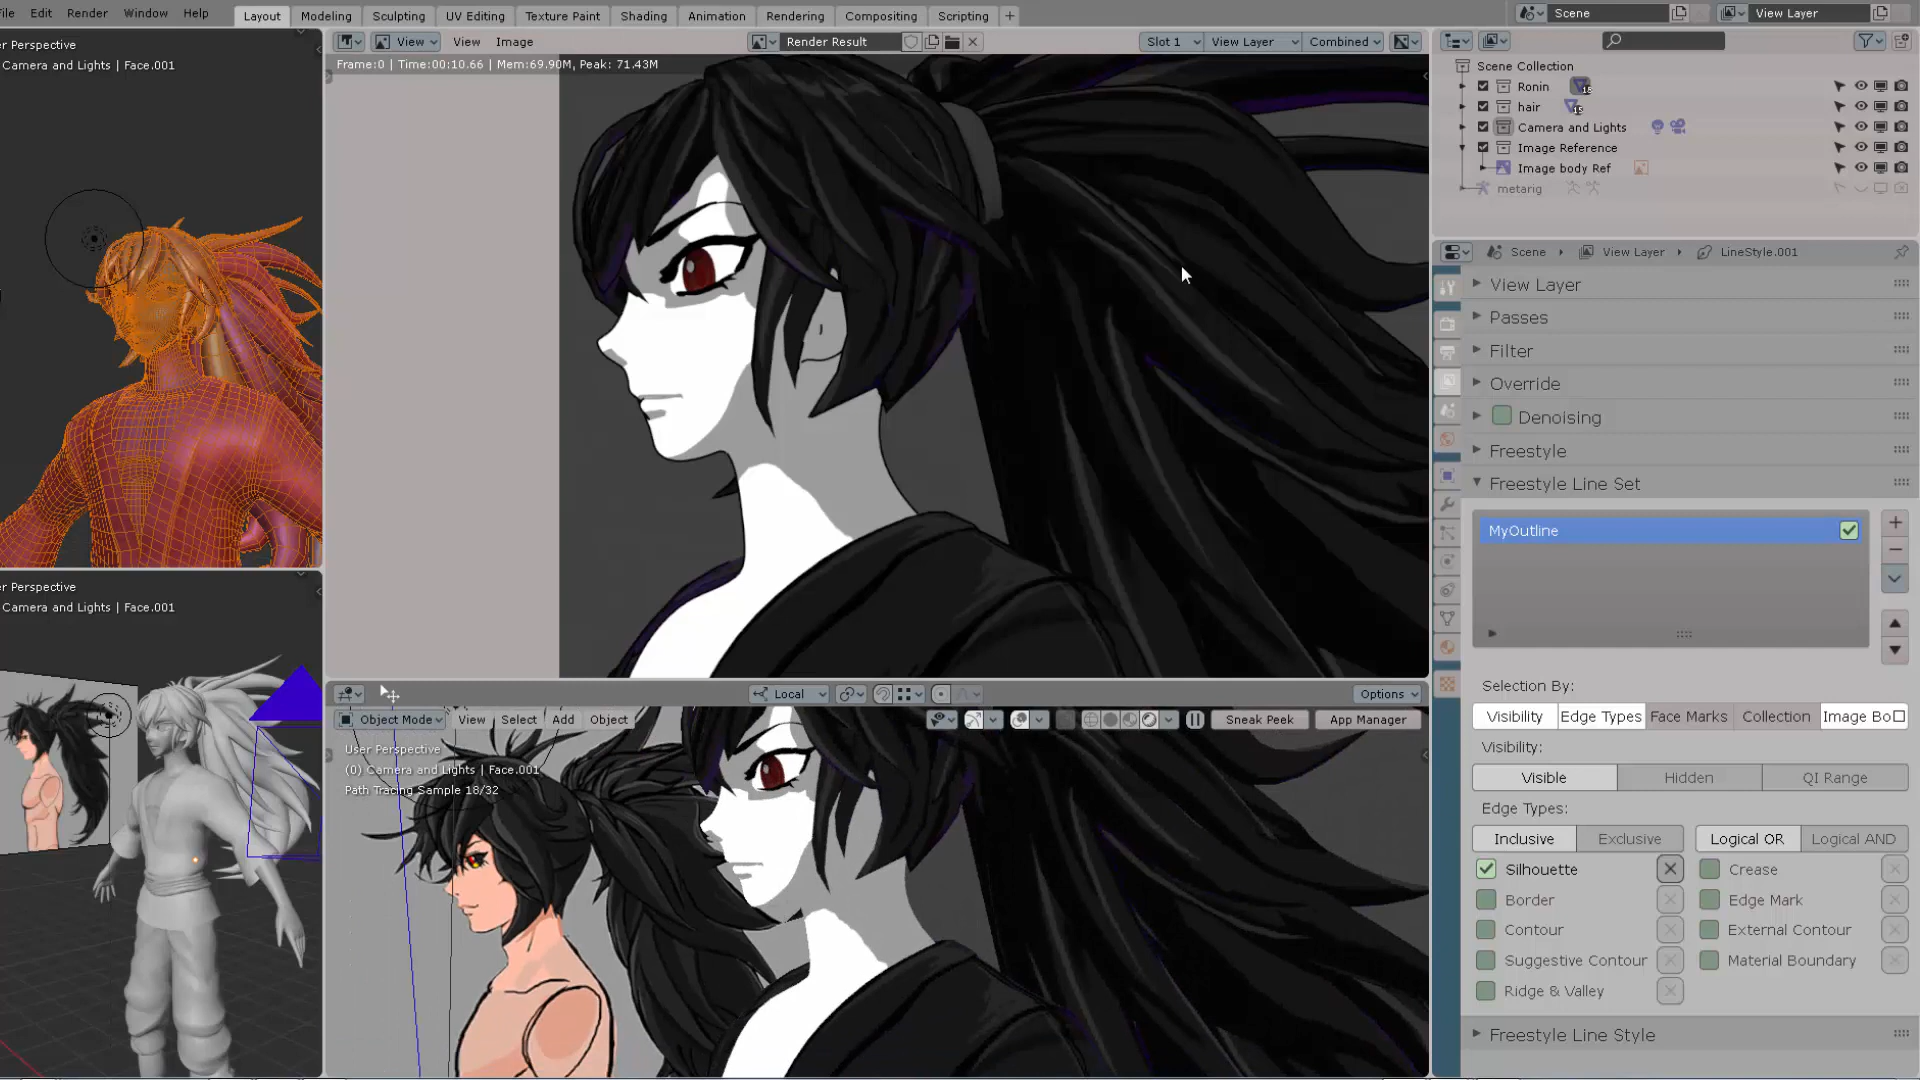 File Edit Render Window Help Layout Modeling Sculpting UV Editing Texture Paint Shading Animation Rendering Compositing Scripting + Scene View Layer
er Perspective
Camera and Lights | Face.001
View View Image Render Result Slot 1 View Layer Combined
Frame:0 | Time:00:10.66 | Mem:69.90M, Peak: 71.43M
Scene Collection
Ronin 18
hair 15
Camera and Lights
Image Reference
Image body Ref
metarig
Scene View Layer LineStyle.001
View Layer
Passes
Filter
Override
Denoising
Freestyle
Freestyle Line Set
MyOutline
Selection By:
Visibility Edge Types Face Marks Collection Image Bo
Visibility:
Visible Hidden QI Range
Edge Types:
Inclusive Exclusive Logical OR Logical AND
Silhouette Crease
Border Edge Mark
Contour External Contour
Suggestive Contour Material Boundary
Ridge & Valley
Freestyle Line Style
er Perspective
Camera and Lights | Face.001
Local Options
Object Mode View Select Add Object Sneak Peek App Manager
User Perspective
(0) Camera and Lights | Face.001
Path Tracing Sample 18/32